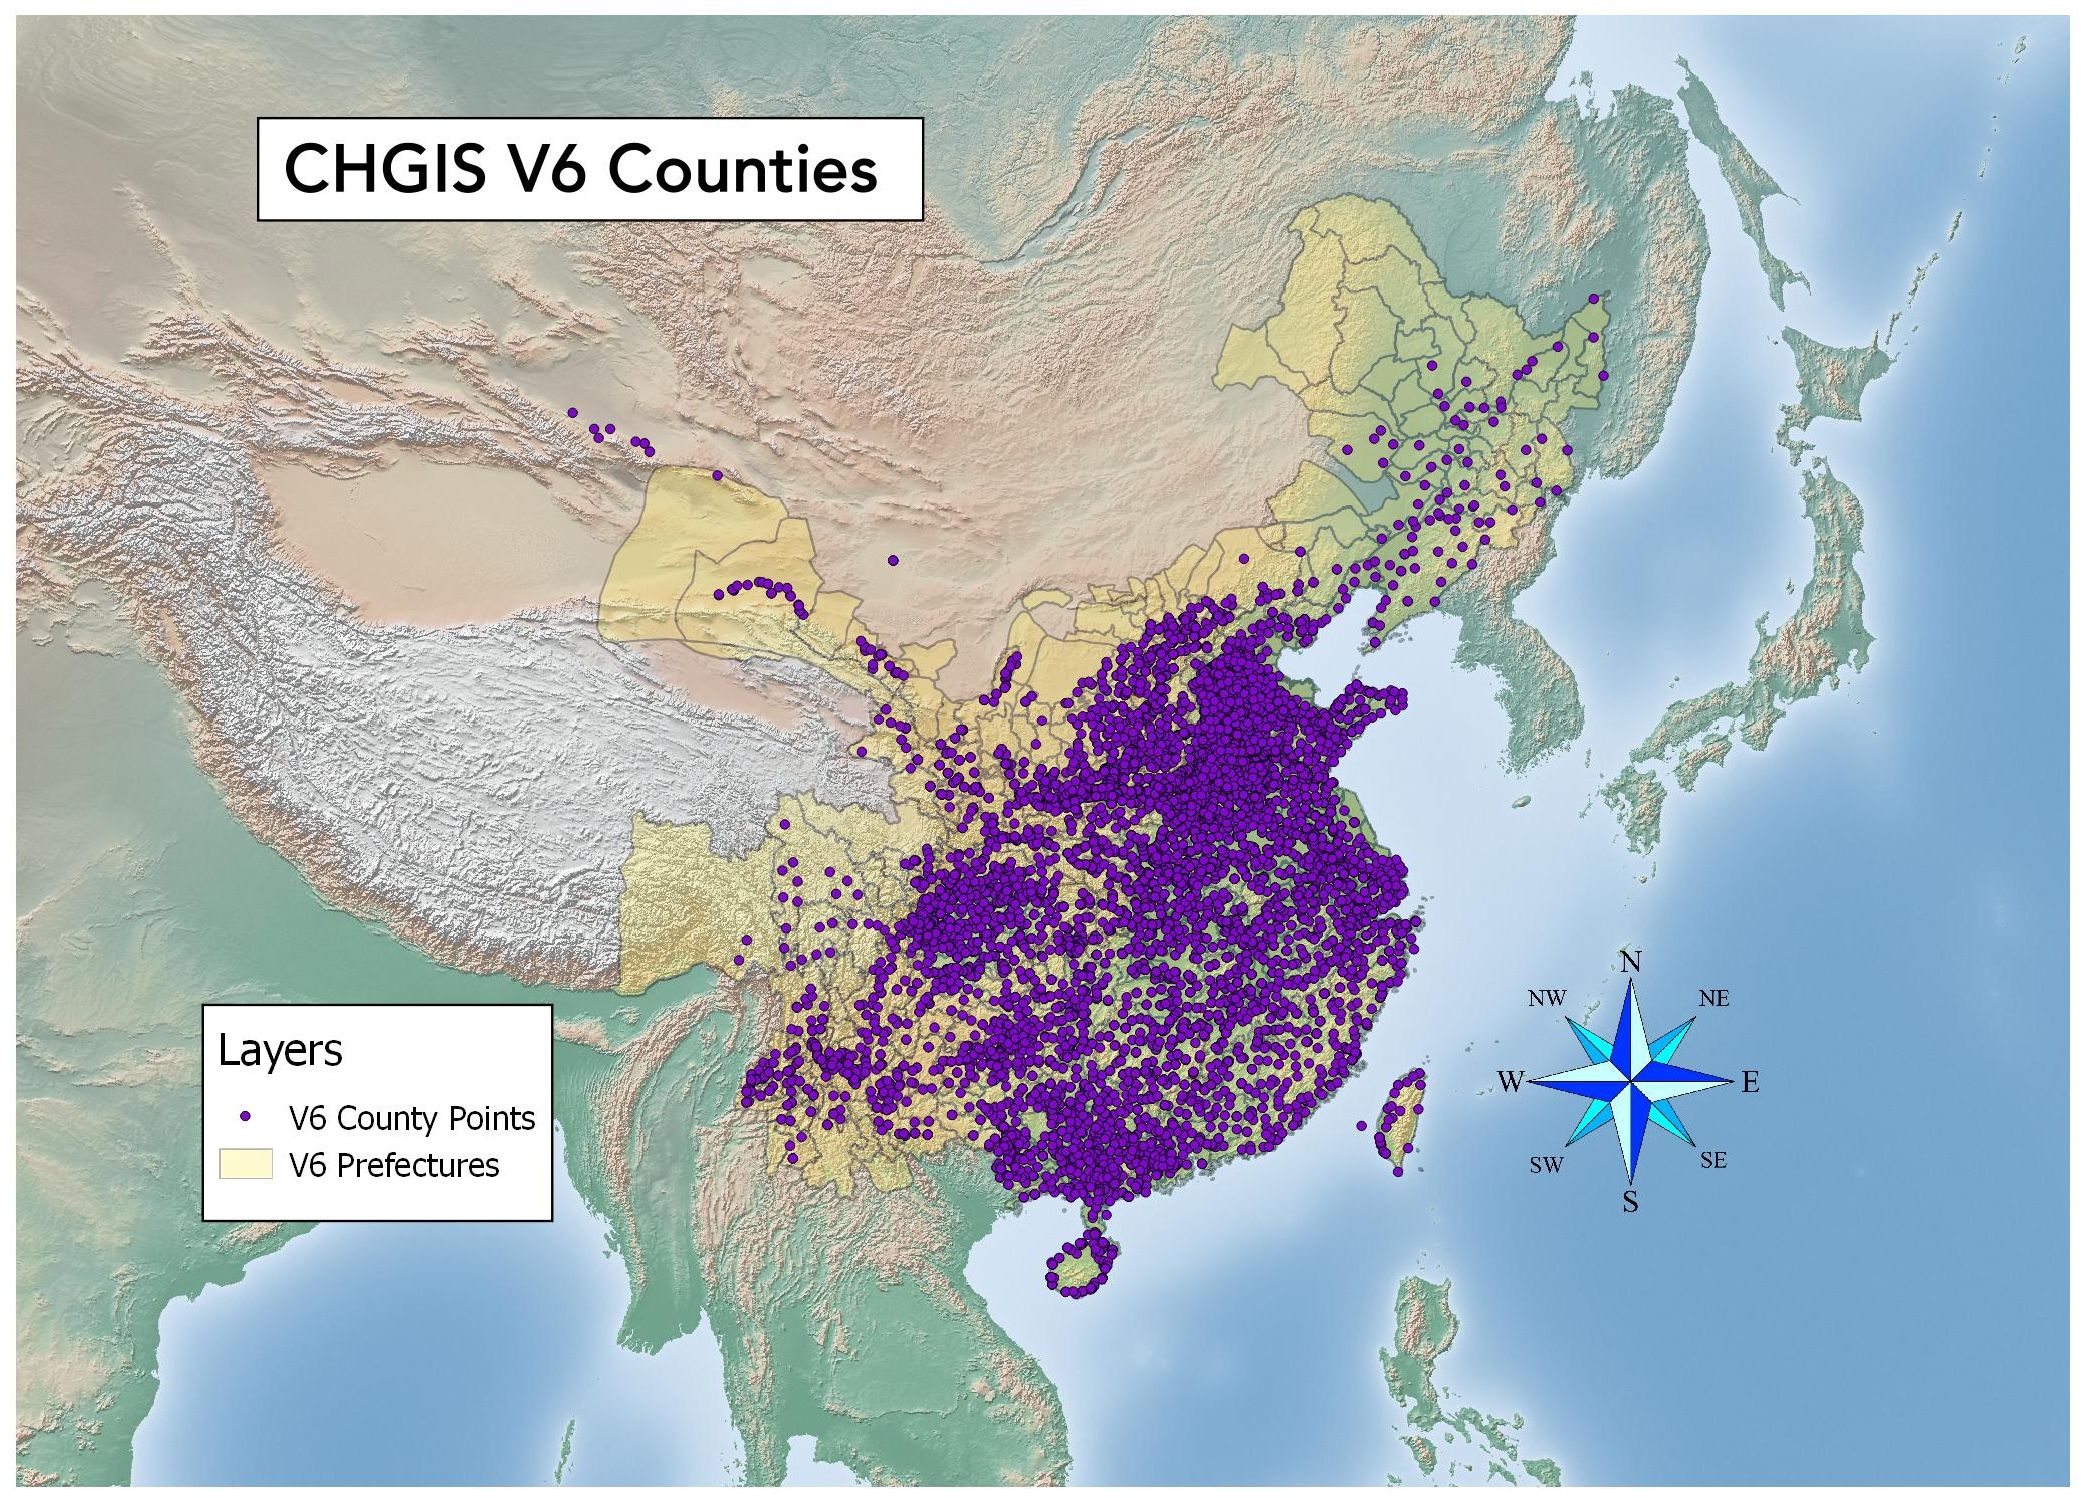 CHGIS V6 Counties
N
NW NE
W E
SW SE
S
Layers
V6 County Points
V6 Prefectures